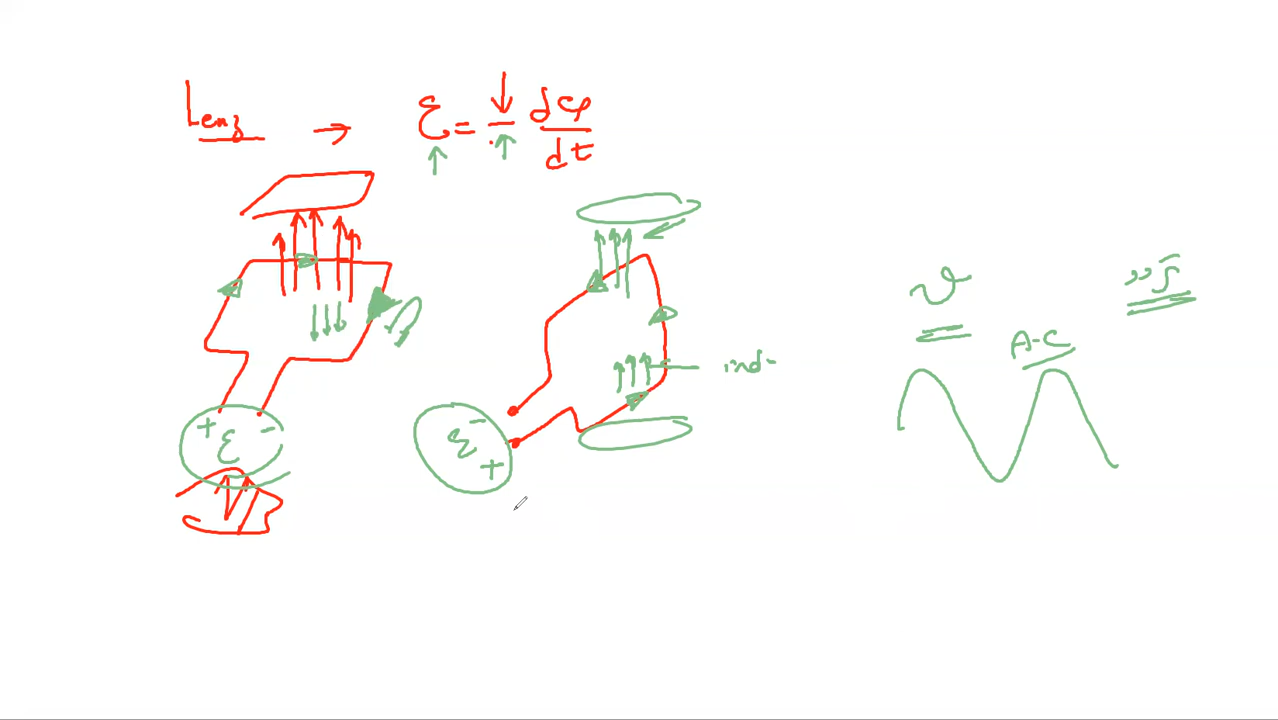 Lenz → ε = - dφ/dt
ind-
A-C
+ ε -
ε -
+